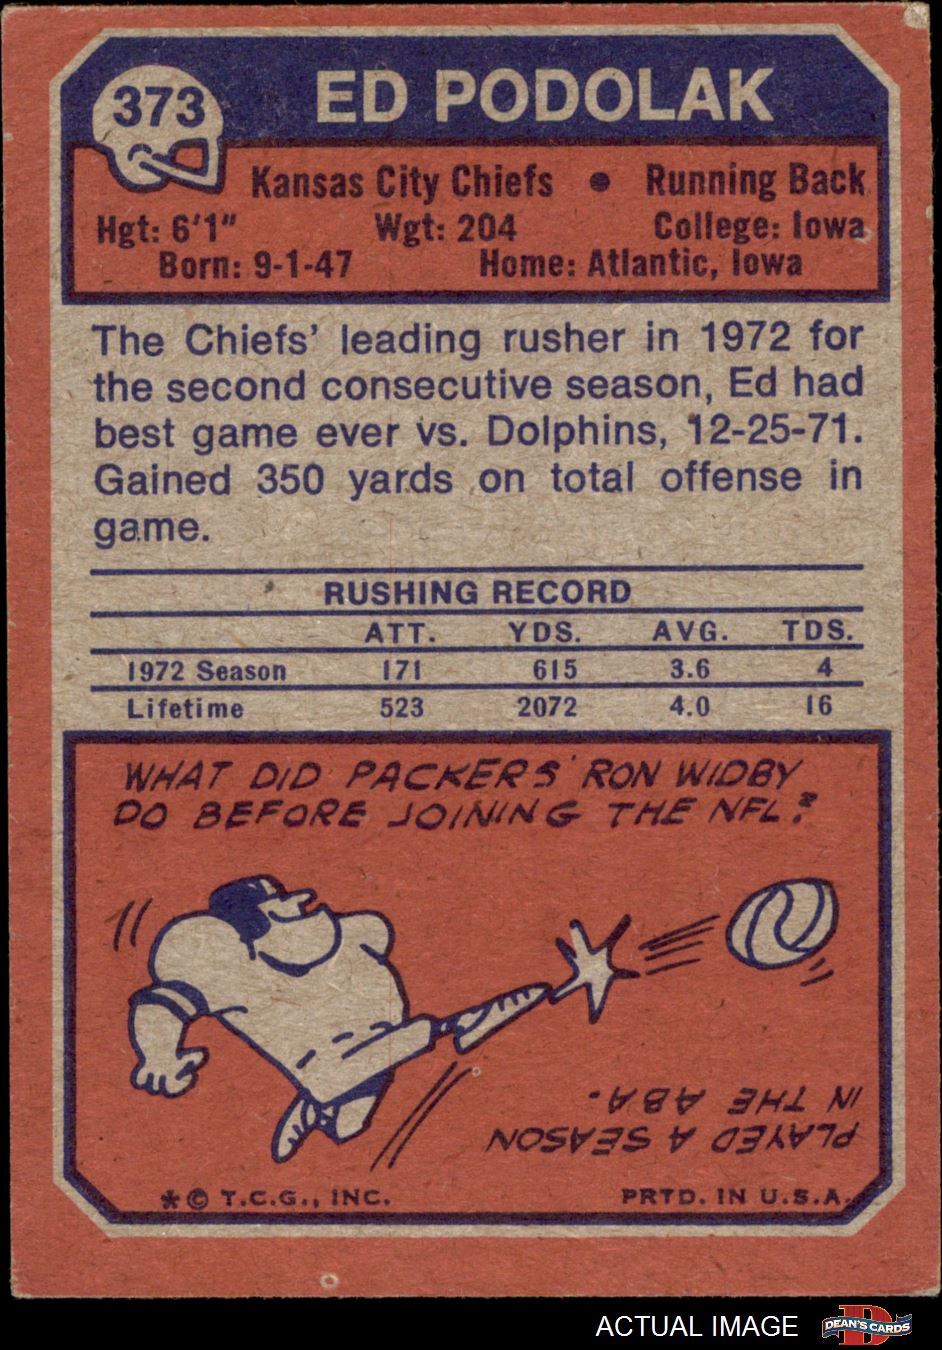 373
ED PODOLAK
Kansas City Chiefs • Running Back
Hgt: 6'1" Wgt: 204 College: Iowa
Born: 9-1-47 Home: Atlantic, Iowa
The Chiefs' leading rusher in 1972 for
the second consecutive season, Ed had
best game ever vs. Dolphins, 12-25-71.
Gained 350 yards on total offense in
game.
RUSHING RECORD
ATT. YDS. AVG. TDS.
1972 Season 171 615 3.6 4
Lifetime 523 2072 4.0 16
WHAT DID PACKERS' RON WIDBY
DO BEFORE JOINING THE NFL?
PLAYED A SEASON
IN THE ABA.
*© T.C.G., INC. PRTD. IN U.S.A.
ACTUAL IMAGE
D
DEAN'S CARDS